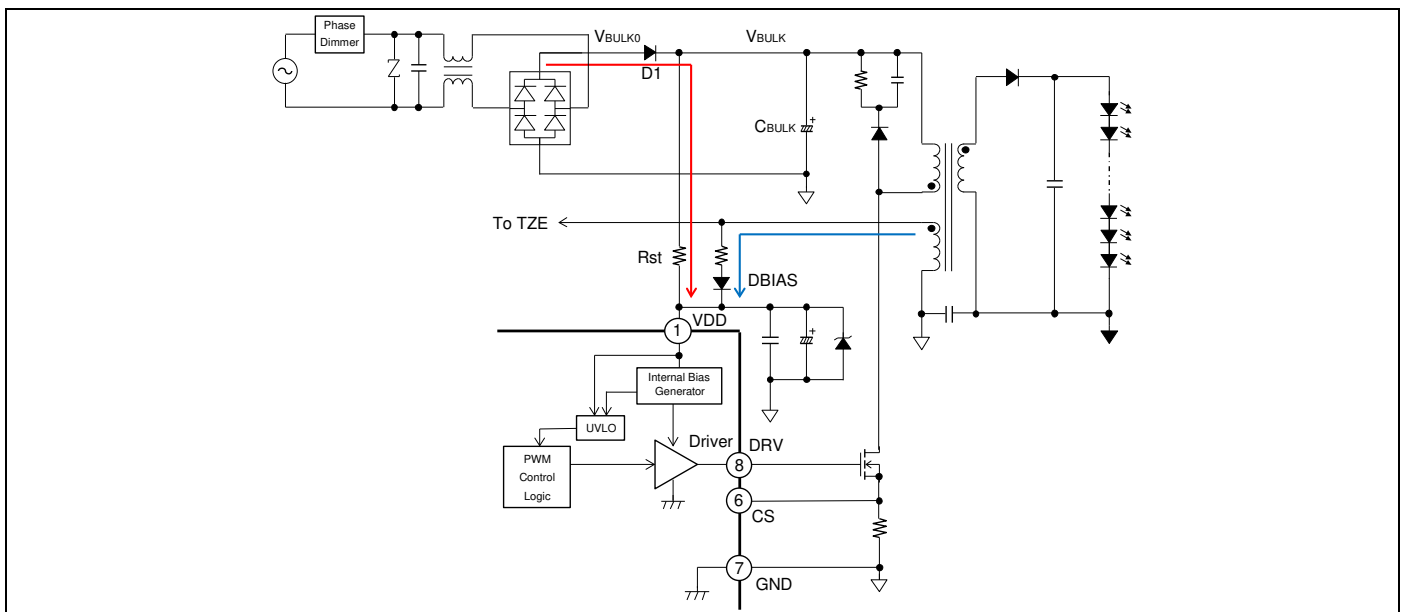 Phase
Dimmer
VBULK0
VBULK
D1
CBULK
+
To TZE
Rst
DBIAS
VDD
1
+
Internal Bias
Generator
UVLO
Driver
DRV
PWM
Control
Logic
8
6
CS
7
GND